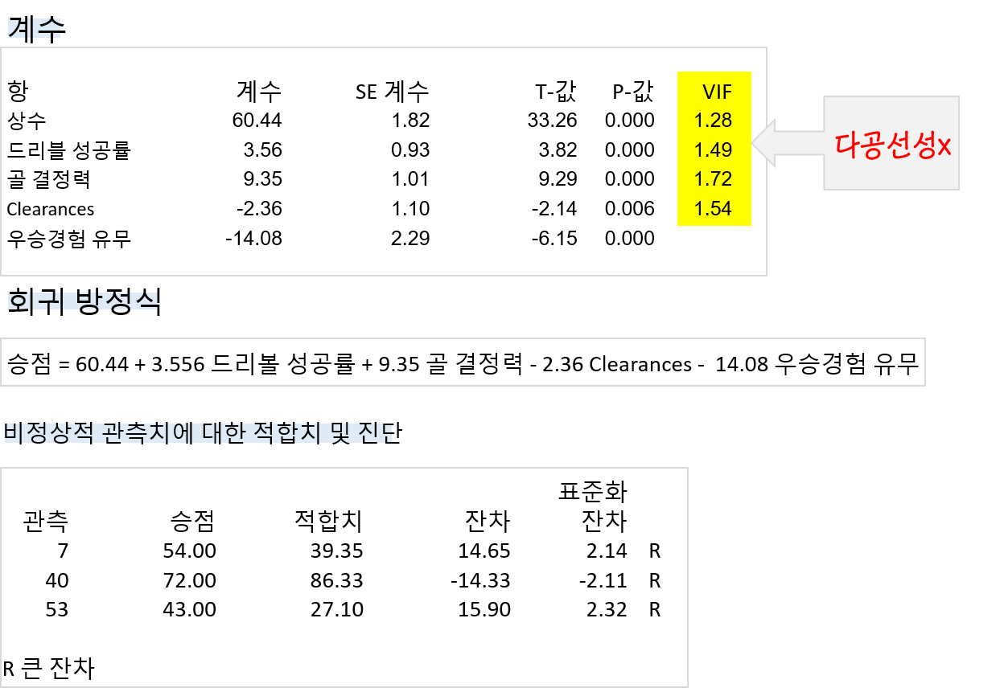 계수
항 계수 SE 계수 T-값 P-값 VIF
상수 60.44 1.82 33.26 0.000 1.28
드리블 성공률 3.56 0.93 3.82 0.000 1.49
골 결정력 9.35 1.01 9.29 0.000 1.72
Clearances -2.36 1.10 -2.14 0.006 1.54
우승경험 유무 -14.08 2.29 -6.15 0.000
다공선성x
회귀 방정식
승점 = 60.44 + 3.556 드리볼 성공률 + 9.35 골 결정력 - 2.36 Clearances - 14.08 우승경험 유무
비정상적 관측치에 대한 적합치 및 진단
표준화
관측 승점 적합치 잔차 잔차
7 54.00 39.35 14.65 2.14 R
40 72.00 86.33 -14.33 -2.11 R
53 43.00 27.10 15.90 2.32 R
R 큰 잔차